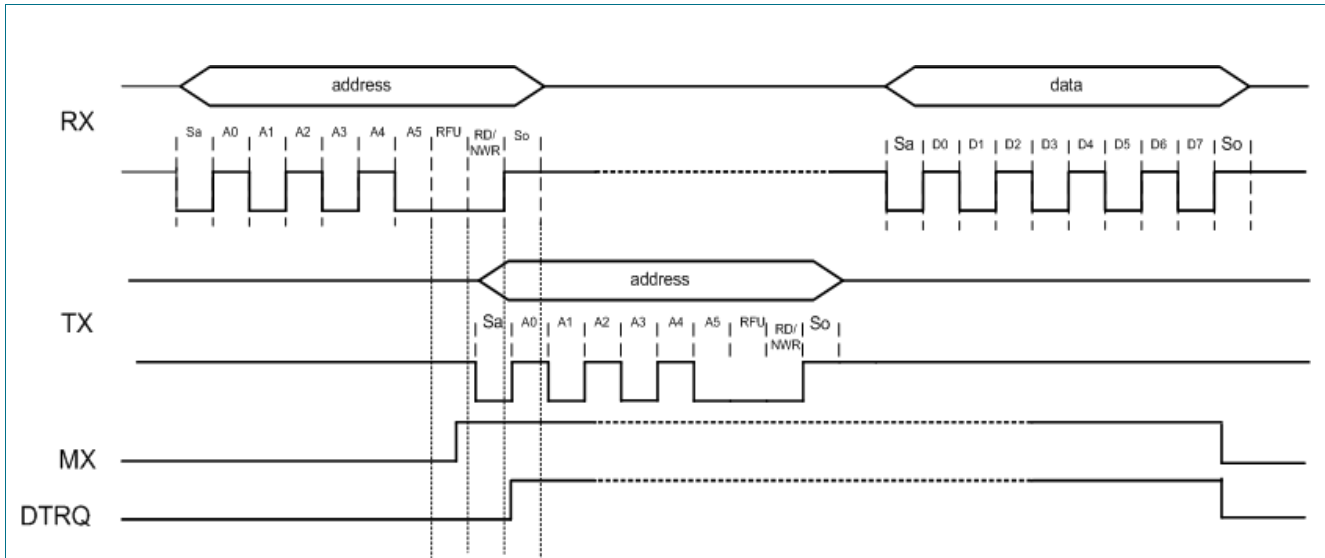 address
data
RX
Sa A0 A1 A2 A3 A4 A5 RFU RD/NWR So
Sa D0 D1 D2 D3 D4 D5 D6 D7 So
address
TX
Sa A0 A1 A2 A3 A4 A5 RFU RD/NWR So
MX
DTRQ